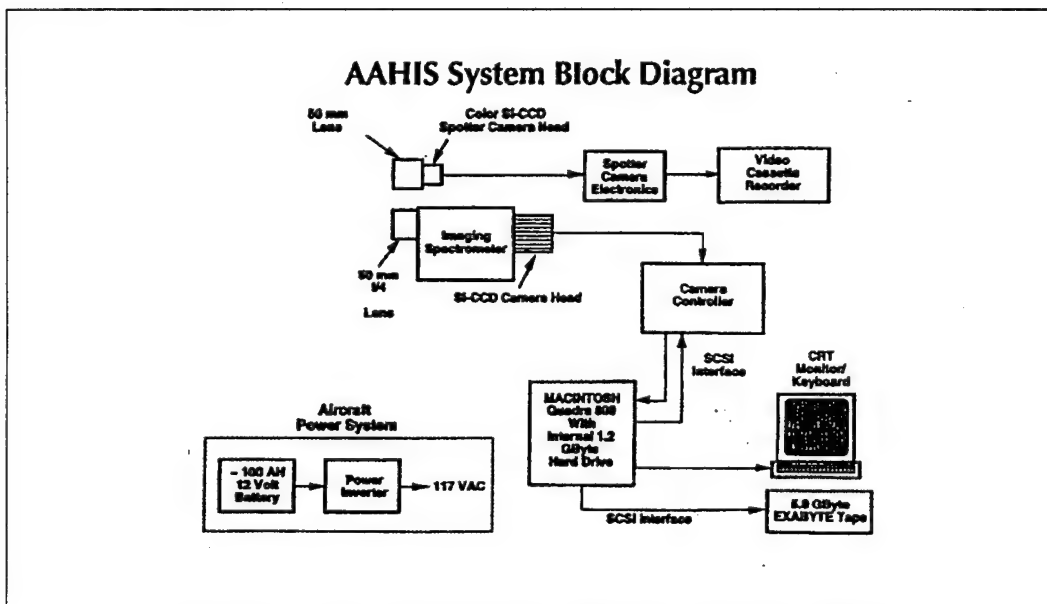 AAHIS System Block Diagram
50 mm
Lens
Color Si-CCD
Spotter Camera Head
Spotter
Camera
Electronics
Video
Cassette
Recorder
Imaging
Spectrometer
50 mm
f/4
Lens
Si-CCD Camera Head
Camera
Controller
SCSI
Interface
CRT
Monitor/
Keyboard
MACINTOSH
Quadra
With
Internal 1.2
GByte
Hard Drive
Aircraft
Power System
~ 100 AH
12 Volt
Battery
Power
Inverter
117 VAC
SCSI Interface
GByte
EXABYTE Tape